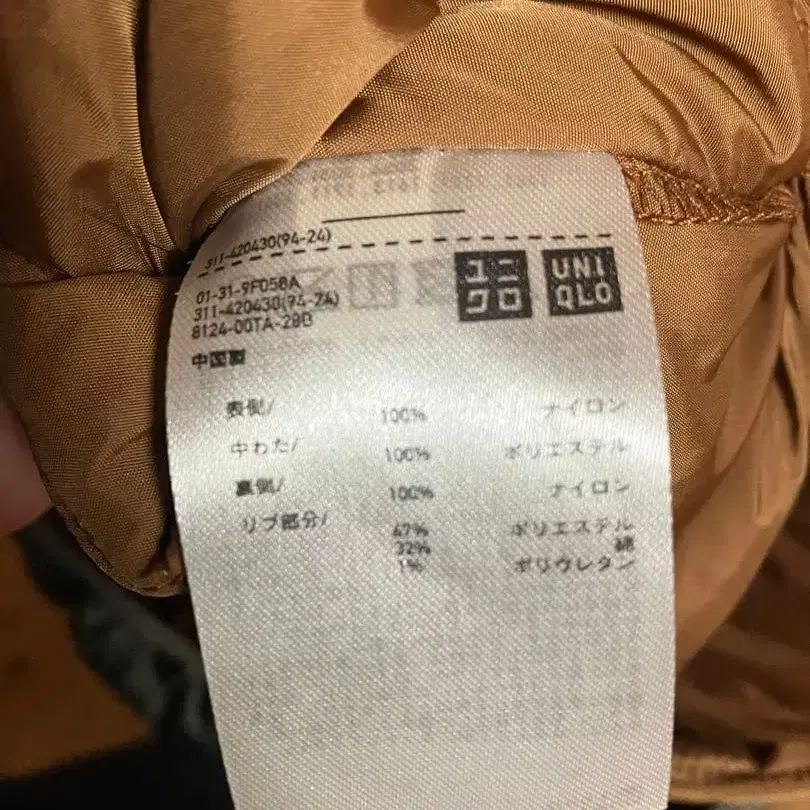 311-420430(94-24)
ユニクロ
UNIQLO
01-31-9F058A
311-420430(94-24)
8124-00TA-28B
中国製
表側/ 100% ナイロン
中わた/ 100% ポリエステル
裏側/ 100% ナイロン
リブ部分/ 67% ポリエステル
32% 綿
1% ポリウレタン